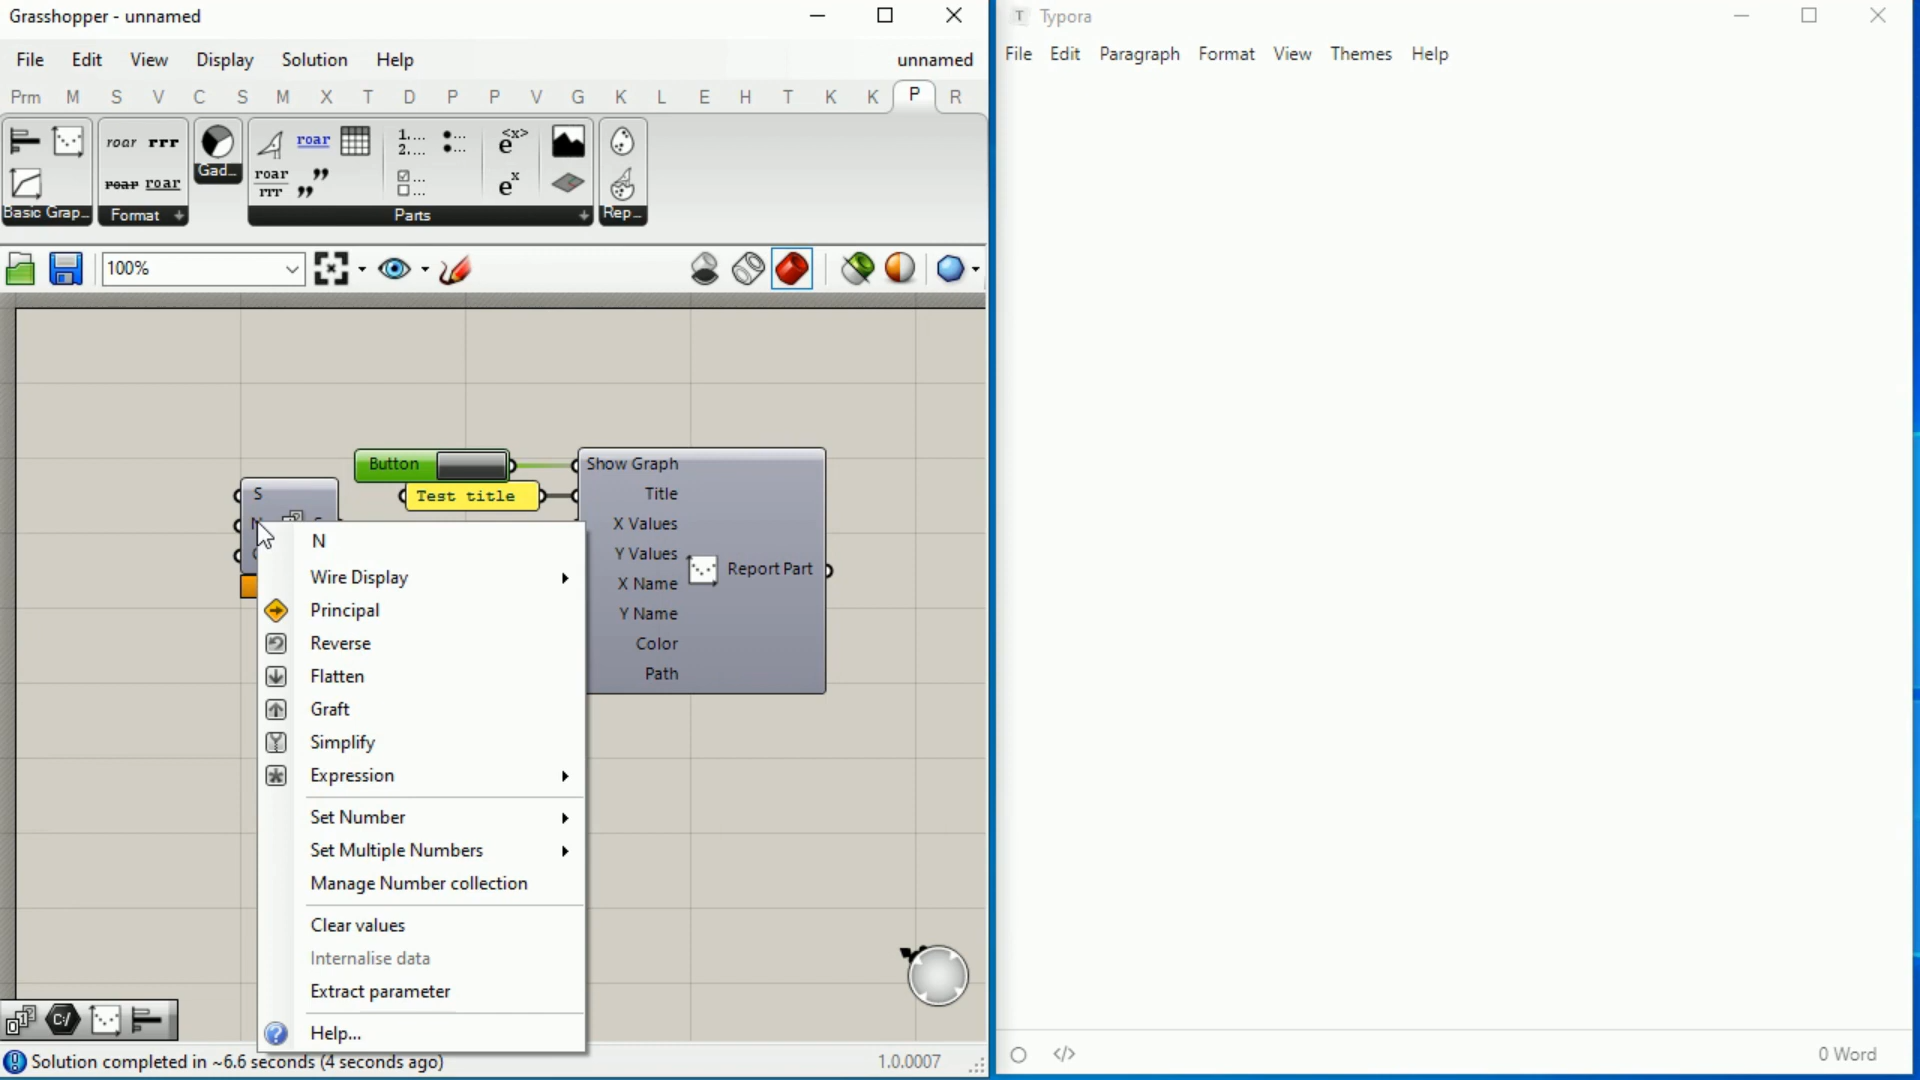 Grasshopper - unnamed
File Edit View Display Solution Help unnamed
Prm M S V C S M X T D P P V G K L E H T K K P R
roar rrr roar 1.... 2.... <x> e
Gad...
roar roar roar rrr ” ” e x
Basic Grap... Format + Parts + Rep...
100%
Button Show Graph
S Test title Title
N X Values
N Y Values
Wire Display X Name Report Part
Principal Y Name
Reverse Color
Flatten Path
Graft
Simplify
Expression
Set Number
Set Multiple Numbers
Manage Number collection
Clear values
Internalise data
Extract parameter
Help...
C:/
Solution completed in ~6.6 seconds (4 seconds ago) 1.0.0007
T Typora
File Edit Paragraph Format View Themes Help
</> 0 Word